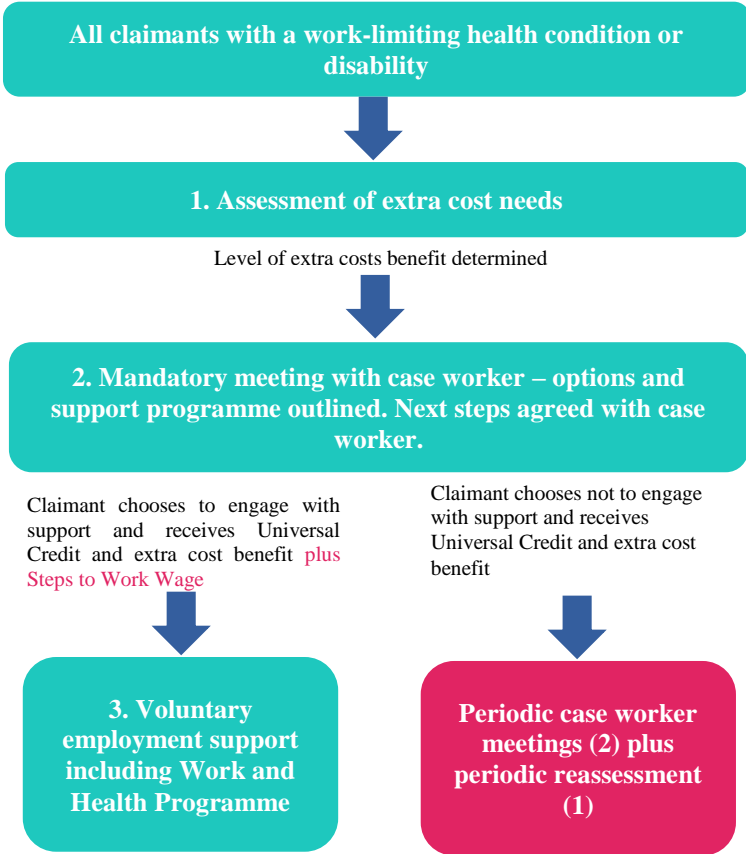 All claimants with a work-limiting health condition or
disability
1. Assessment of extra cost needs
Level of extra costs benefit determined
2. Mandatory meeting with case worker – options and
support programme outlined. Next steps agreed with case
worker.
Claimant chooses to engage with
support and receives Universal
Credit and extra cost benefit plus
Steps to Work Wage
Claimant chooses not to engage
with support and receives
Universal Credit and extra cost
benefit
3. Voluntary
employment support
including Work and
Health Programme
Periodic case worker
meetings (2) plus
periodic reassessment
(1)